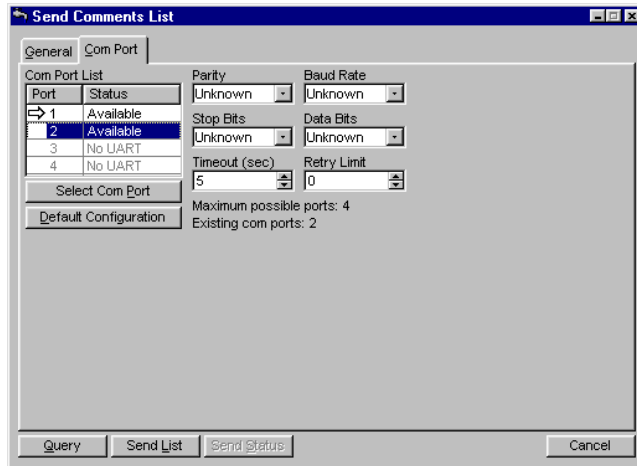 Send Comments List
General Com Port
Com Port List Parity Baud Rate
Port Status Unknown Unknown
1 Available
2 Available Stop Bits Data Bits
3 No UART Unknown Unknown
4 No UART Timeout (sec) Retry Limit
Select Com Port 5 0
Default Configuration Maximum possible ports: 4
Existing com ports: 2
Query Send List Send Status Cancel